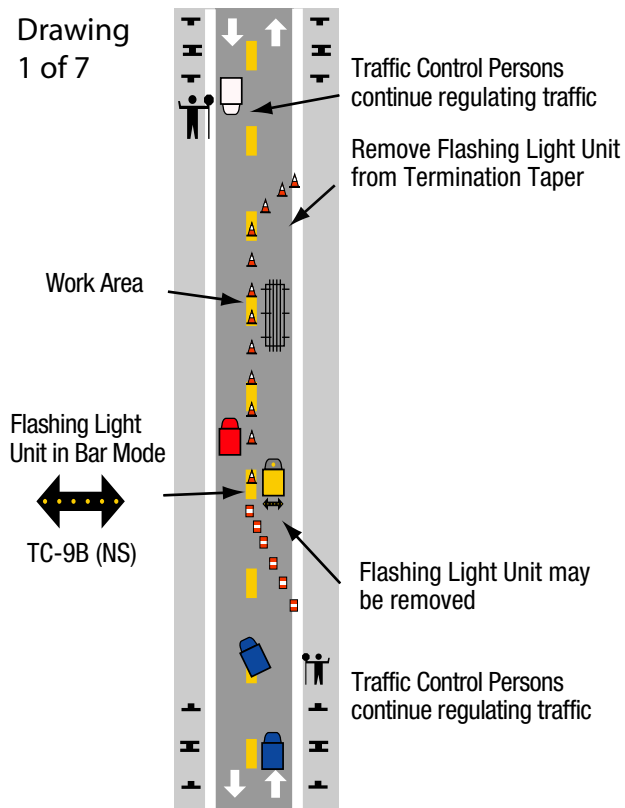 Drawing
1 of 7
Traffic Control Persons
continue regulating traffic
Remove Flashing Light Unit
from Termination Taper
Work Area
Flashing Light
Unit in Bar Mode
TC-9B (NS)
Flashing Light Unit may
be removed
Traffic Control Persons
continue regulating traffic